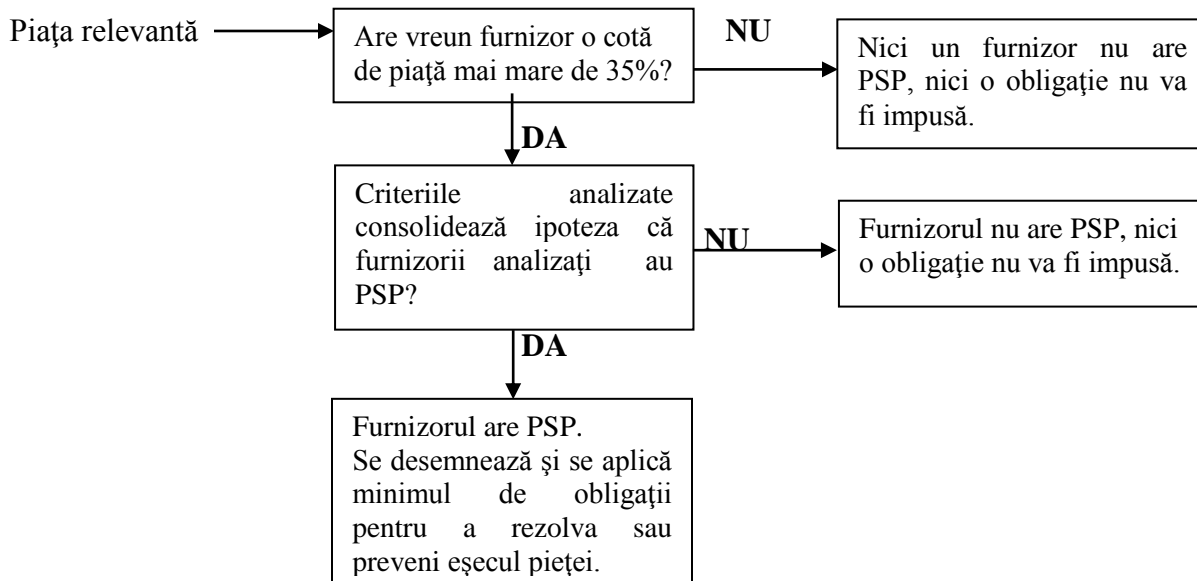 Piaţa relevantă
Are vreun furnizor o cotă
de piaţă mai mare de 35%?
NU
Nici un furnizor nu are
PSP, nici o obligaţie nu va
fi impusă.
DA
Criteriile analizate
consolidează ipoteza că
furnizorii analizaţi au
PSP?
NU
Furnizorul nu are PSP, nici
o obligaţie nu va fi impusă.
DA
Furnizorul are PSP.
Se desemnează şi se aplică
minimul de obligaţii
pentru a rezolva sau
preveni eşecul pieţei.